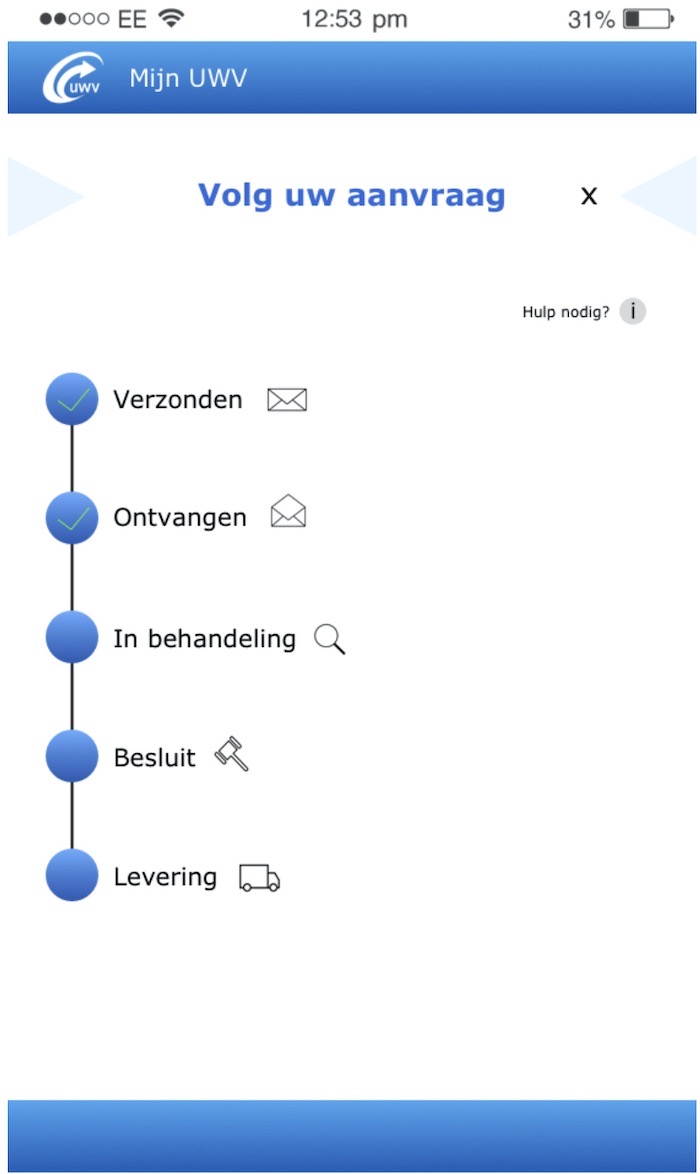 EE 12:53 pm 31%
uwv Mijn UWV
Volg uw aanvraag x
Hulp nodig? i
Verzonden
Ontvangen
In behandeling
Besluit
Levering